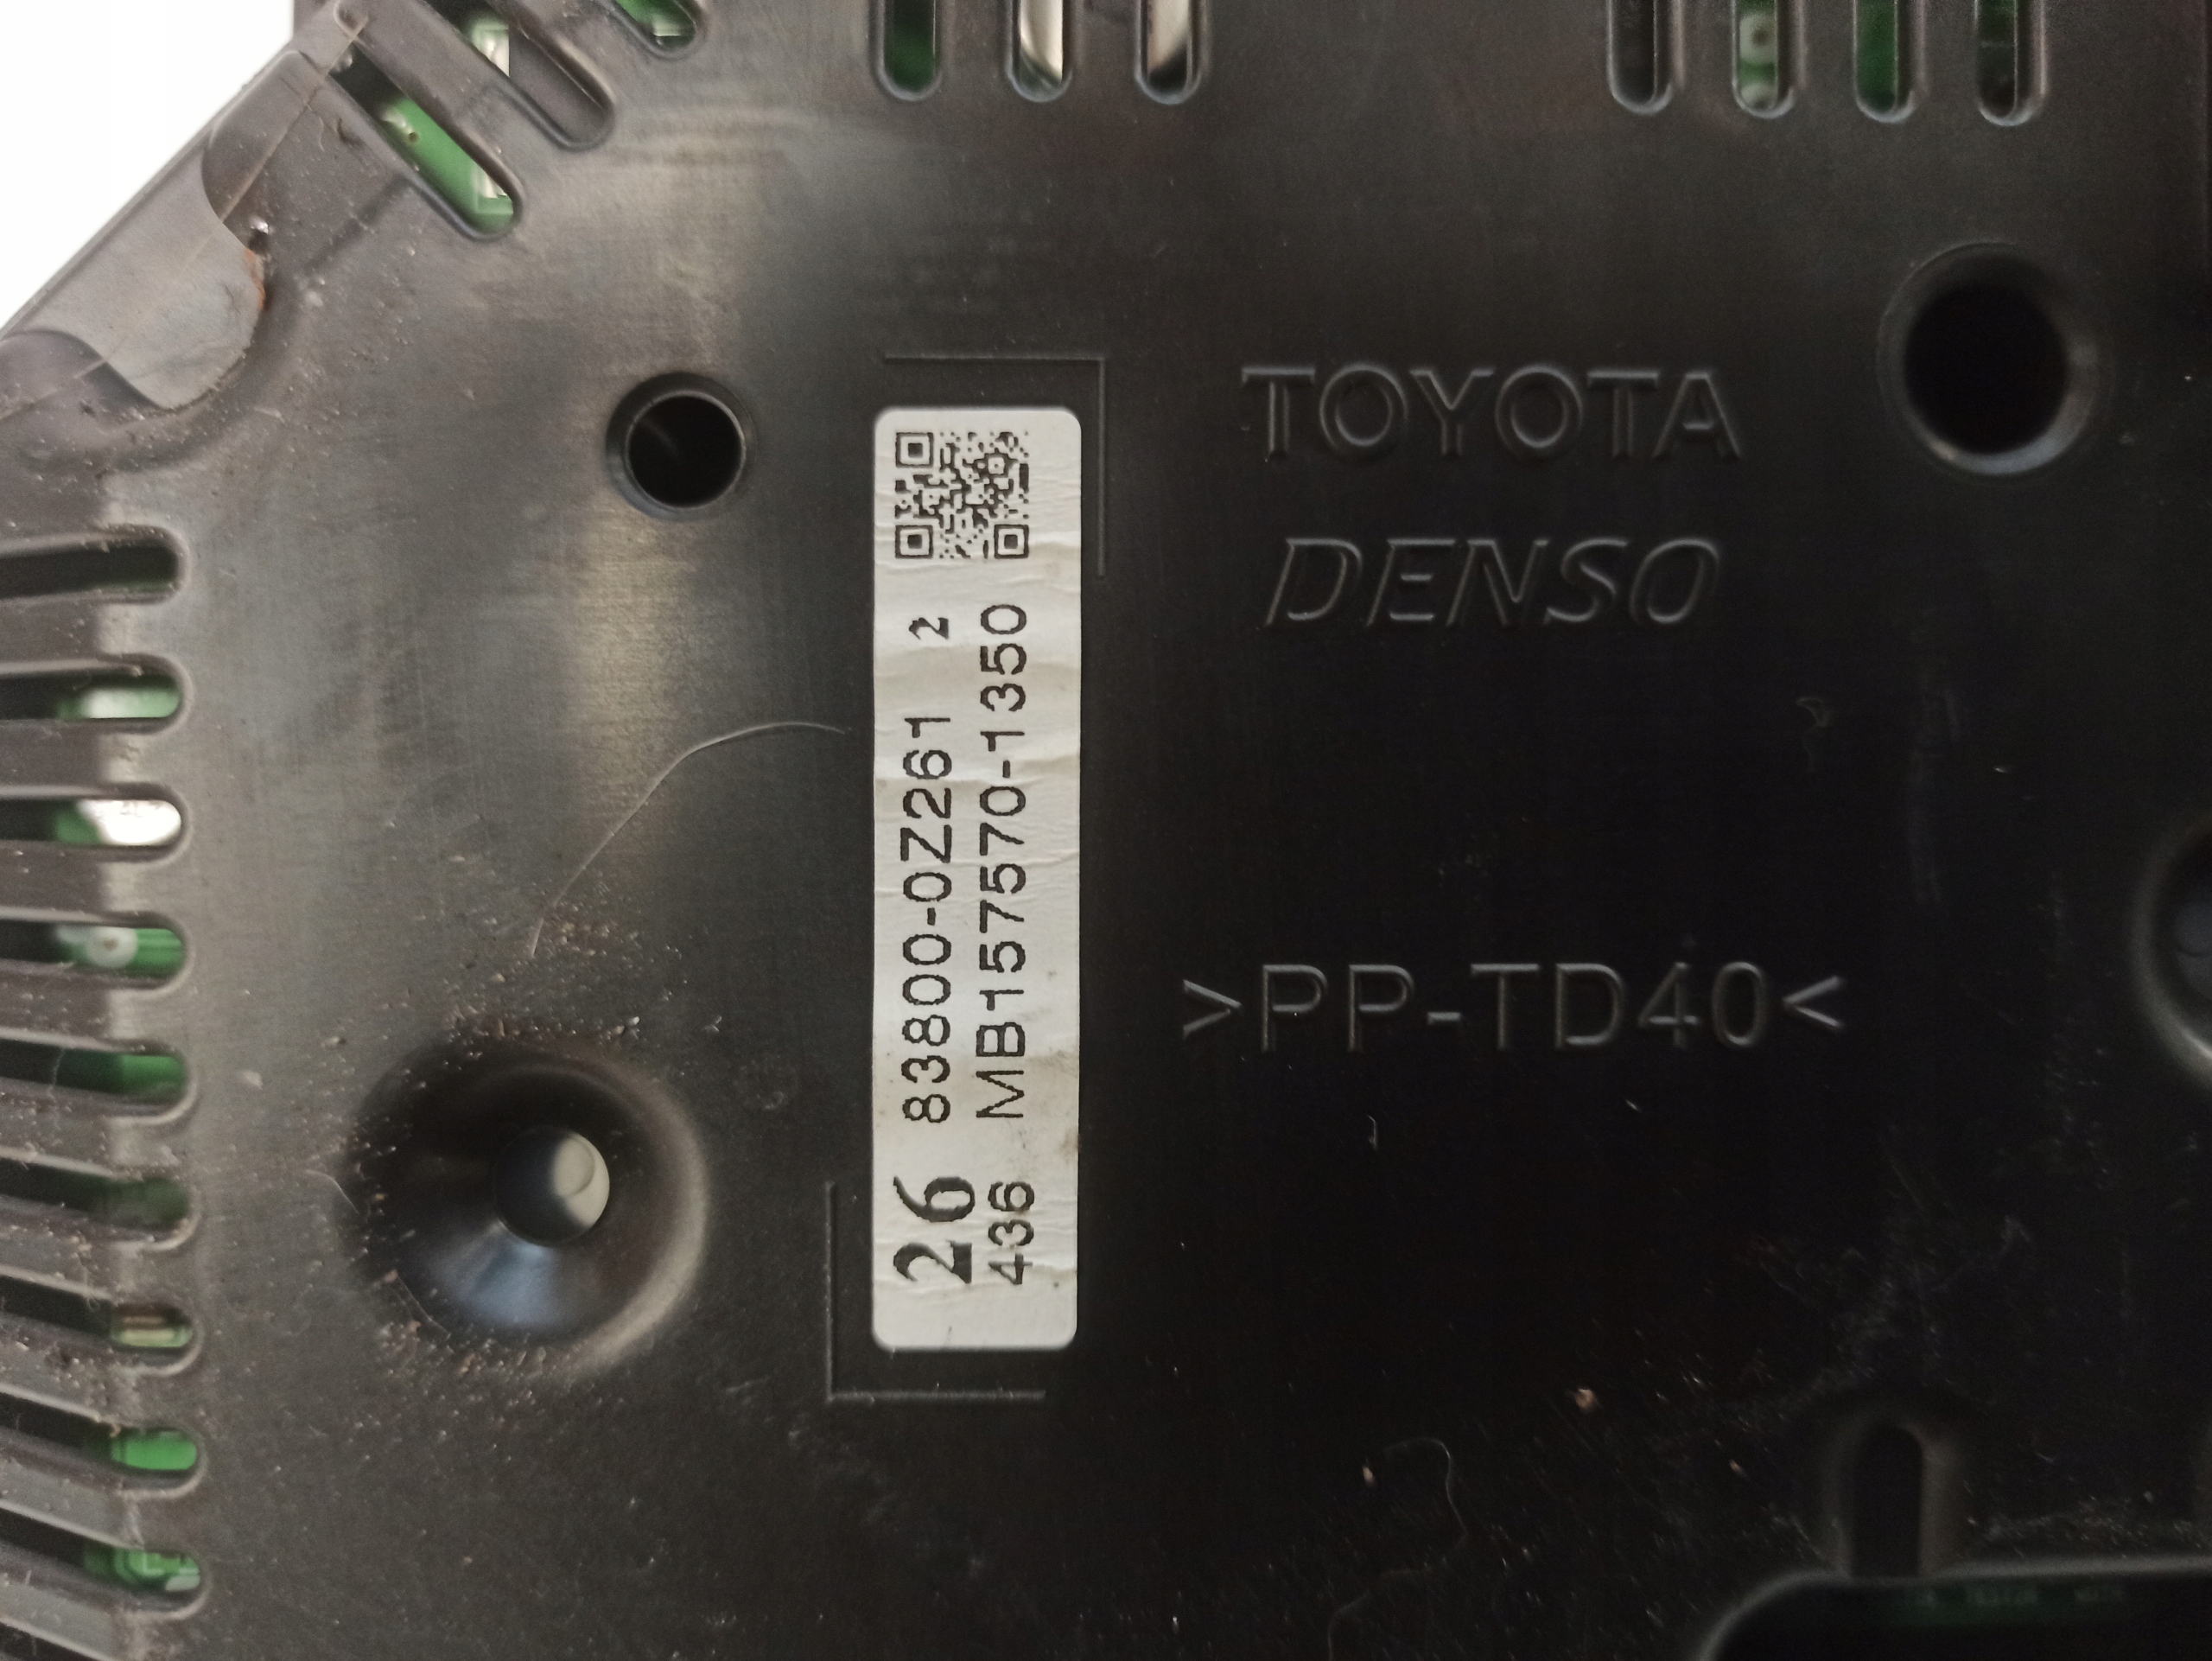 TOYOTA
DENSO
>PP-TD40<
26 83800-0Z261 2
436 MB157570-1350